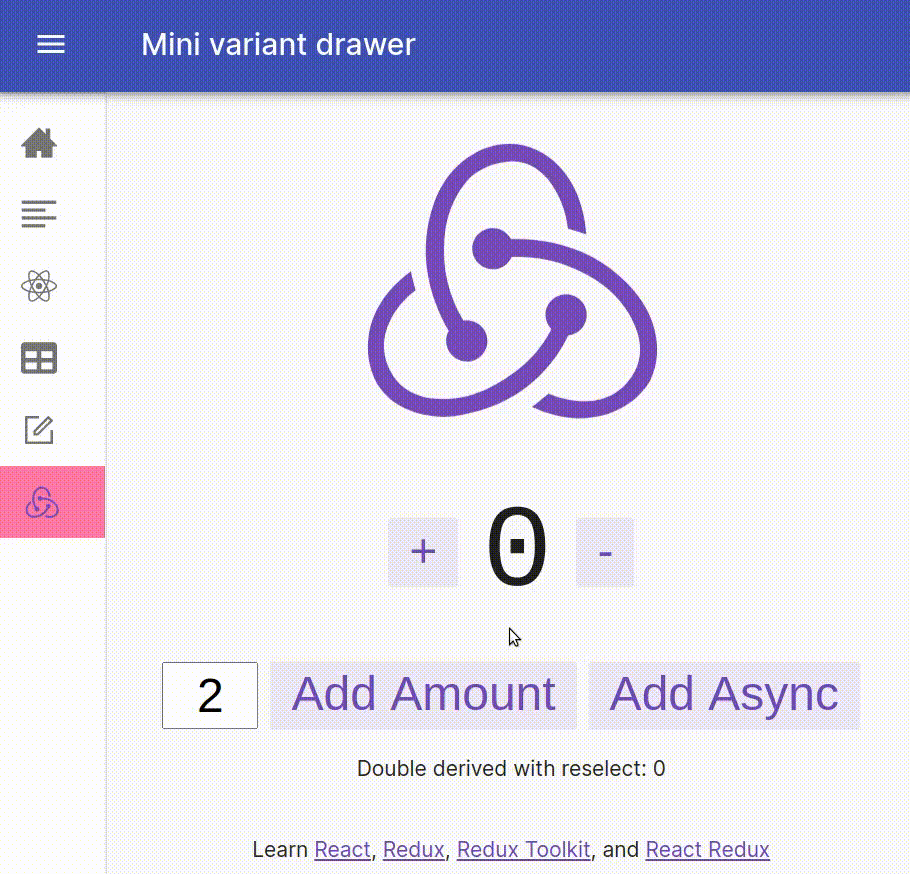 Mini variant drawer
+ 0 -
2 Add Amount Add Async
Double derived with reselect: 0
Learn React, Redux, Redux Toolkit, and React Redux